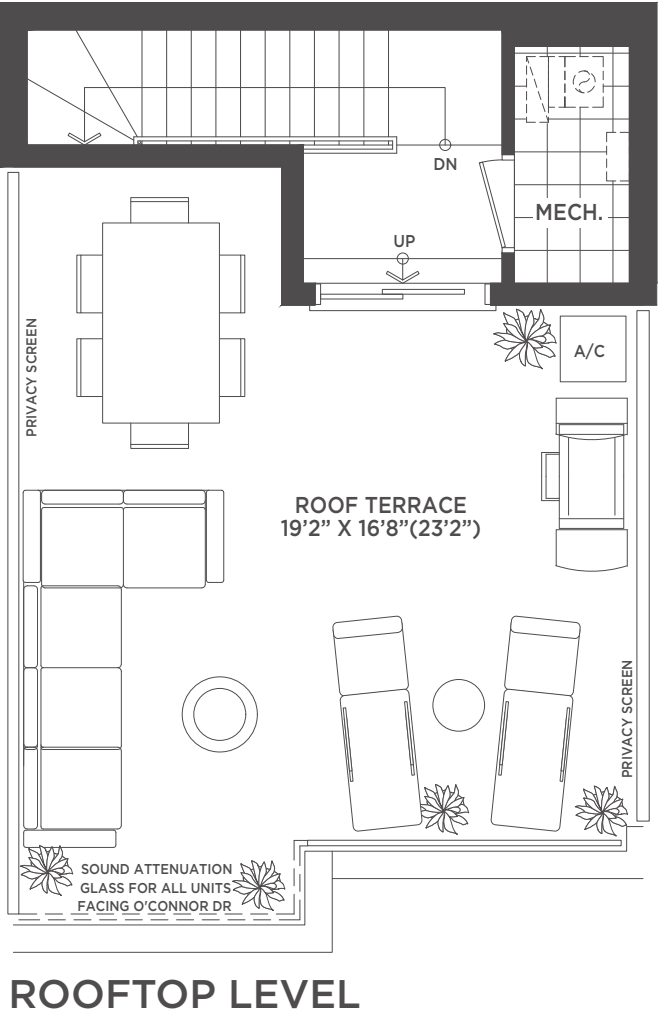 DN
MECH.
UP
PRIVACY SCREEN
A/C
ROOF TERRACE
19’2” X 16’8”(23’2”)
PRIVACY SCREEN
SOUND ATTENUATION
GLASS FOR ALL UNITS
FACING O'CONNOR DR
ROOFTOP LEVEL